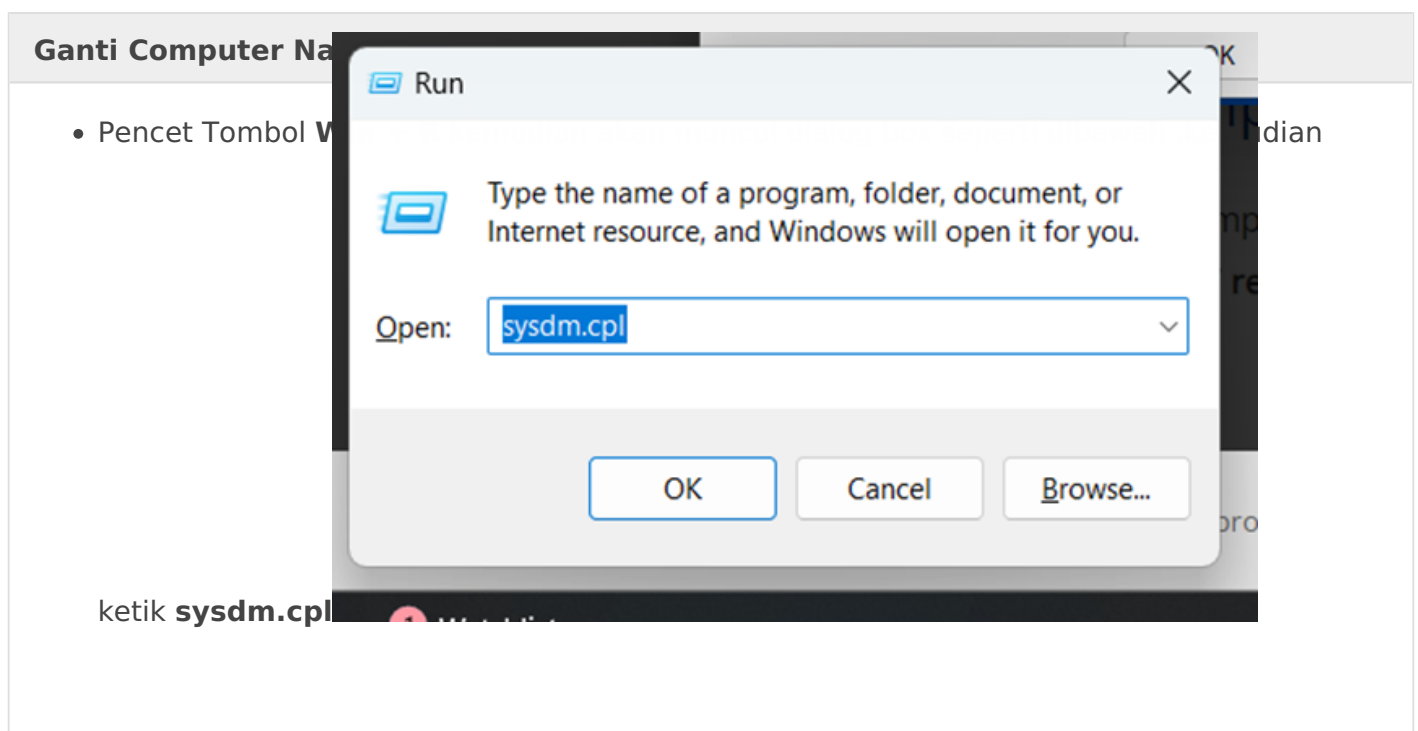 Ganti Computer
OK
Run
Pencet Tombol
Type the name of a program, folder, document, or
Internet resource, and Windows will open it for you.
Open:
sysdm.cpl
OK
Cancel
Browse...
ketik sysdm.cpl